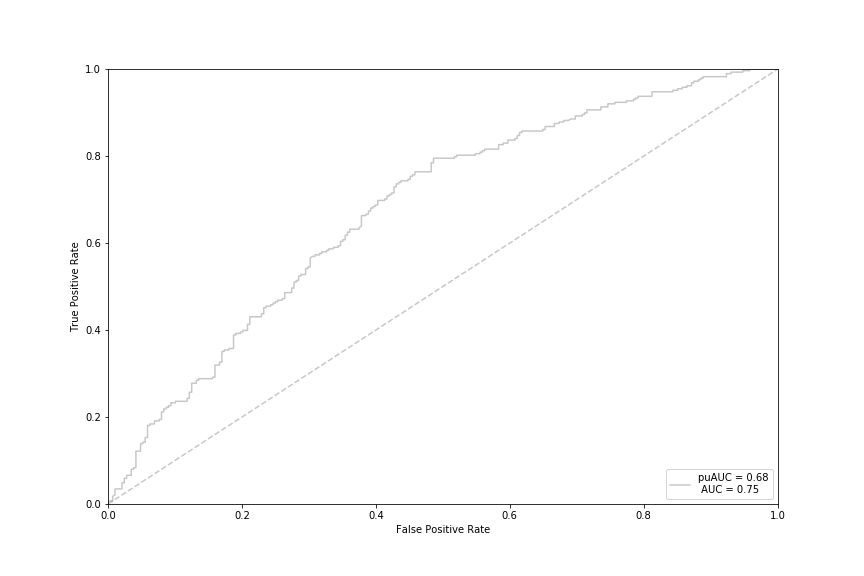 1.0
0.8
0.6
0.4
0.2
0.0
True Positive Rate
puAUC = 0.68
AUC = 0.75
0.0 0.2 0.4 0.6 0.8 1.0
False Positive Rate